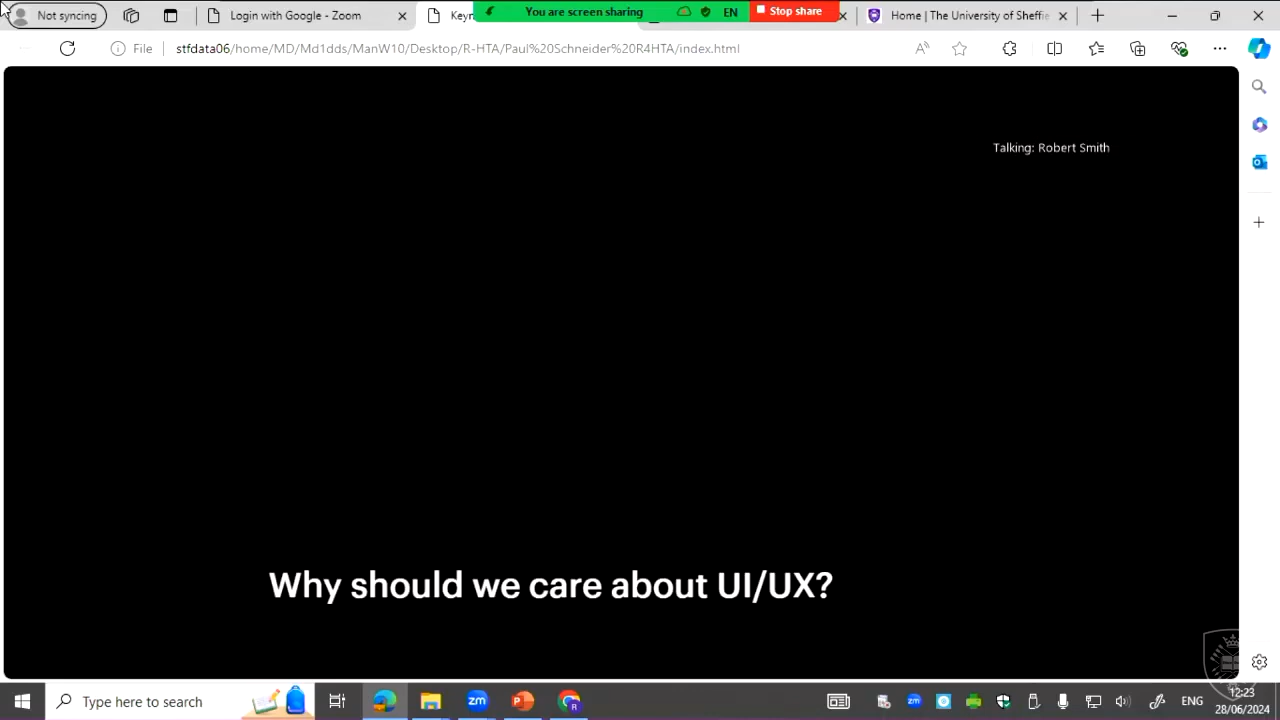 Not syncing
Login with Google - Zoom
Keyn
You are screen sharing
EN
Stop share
Home | The University of Sheffie
File
stfdata06/home/MD/Md1dds/ManW10/Desktop/R-HTA/Paul%20Schneider%20R4HTA/index.html
Talking: Robert Smith
Why should we care about UI/UX?
Type here to search
zm
zm
ENG
12:23
28/06/2024